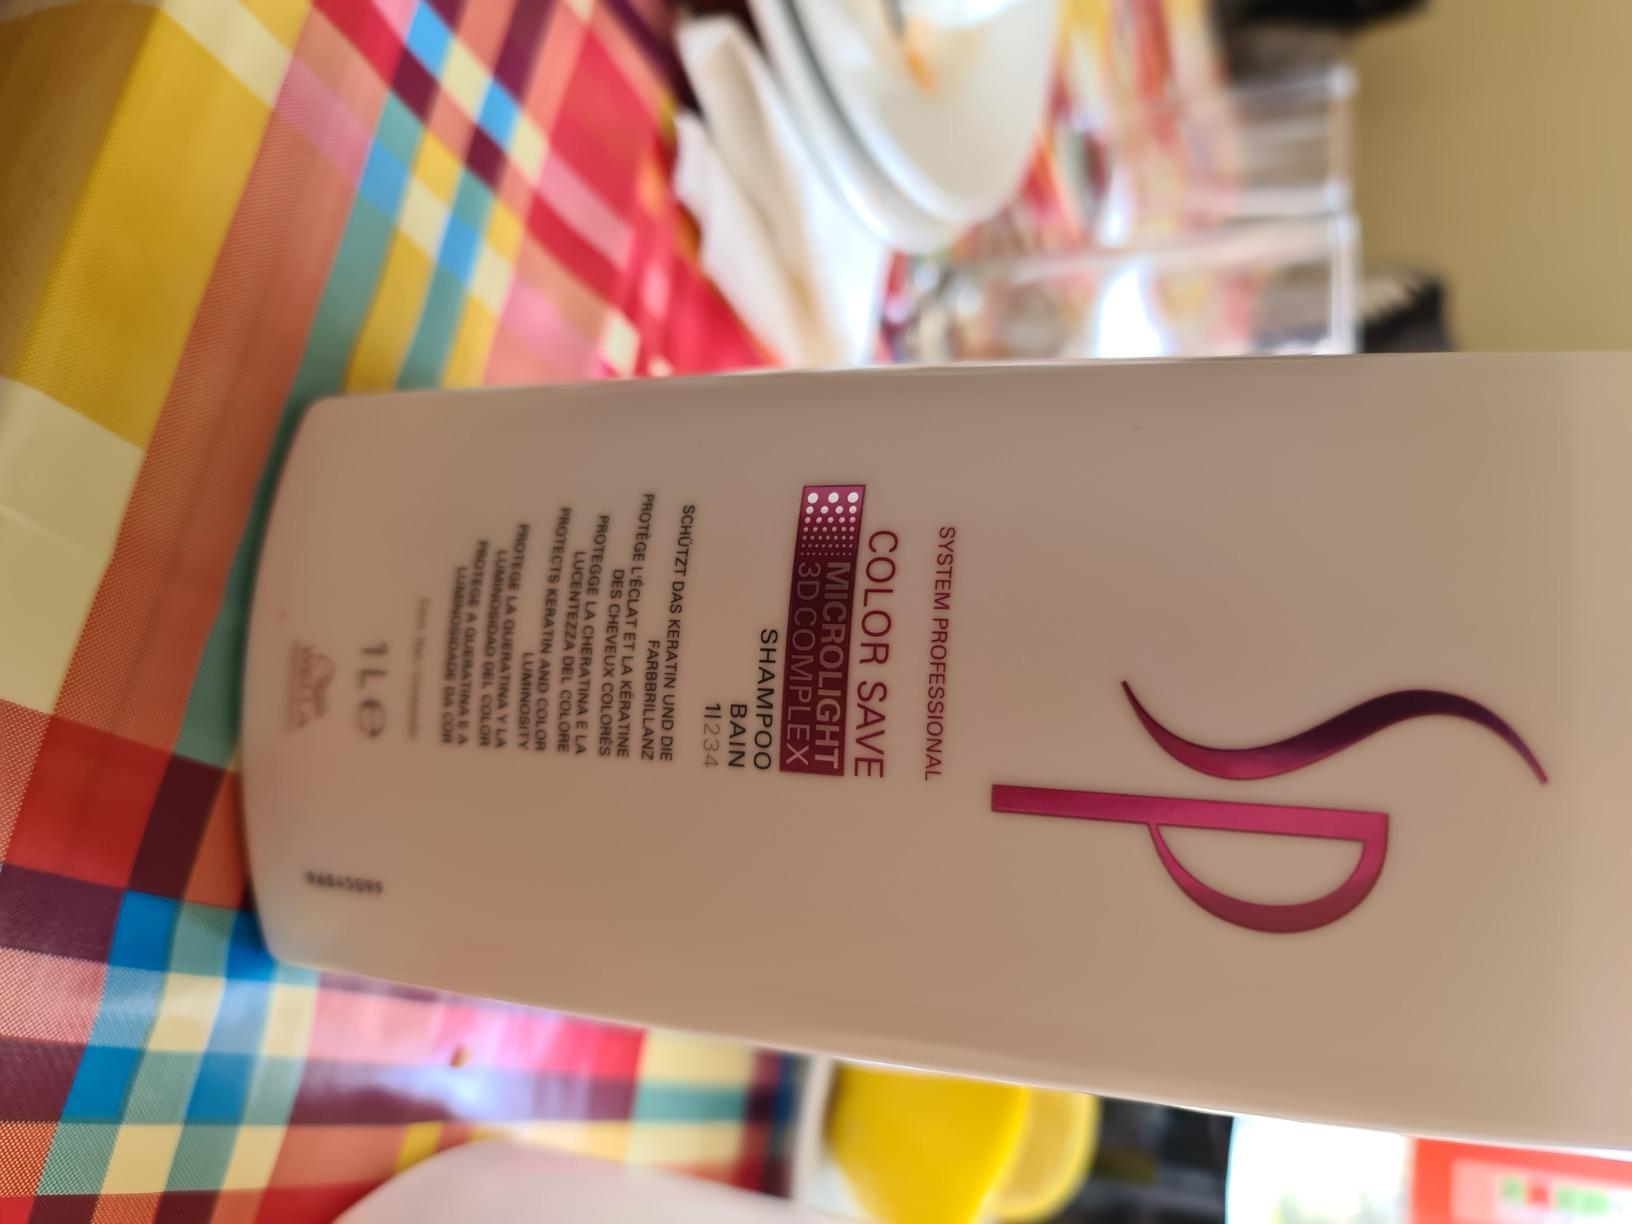 SP
SYSTEM PROFESSIONAL
COLOR SAVE
MICROLIGHT
3D COMPLEX
SHAMPOO
BAIN
1|234
SCHÜTZT DAS KERATIN UND DIE
FARBBRILLANZ
PROTÈGE L'ÉCLAT ET LA KÉRATINE
DES CHEVEUX COLORÉS
PROTEGGE LA CHERATINA E LA
LUCENTEZZA DEL COLORE
PROTECTS KERATIN AND COLOR
LUMINOSITY
PROTEGE LA QUERATINA Y LA
LUMINOSIDAD DEL COLOR
PROTEGE A QUERATINA E A
LUMINOSIDADE DA COR
1 L e
WELLA